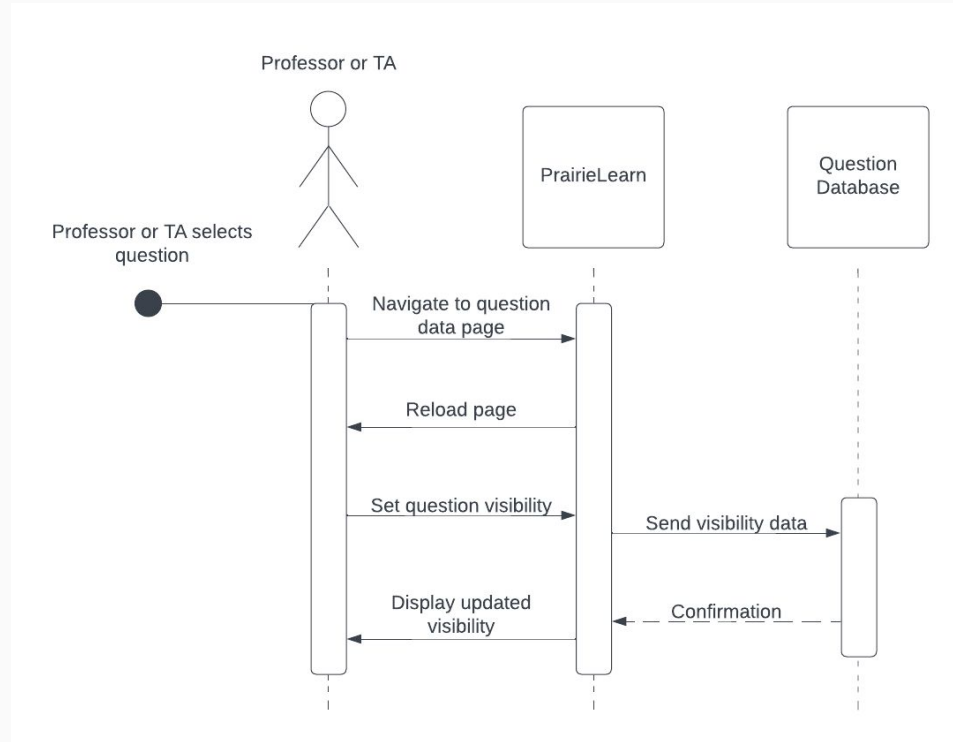 Professor or TA
PrairieLearn
Question
Database
Professor or TA selects
question
Navigate to question
data page
Reload page
Set question visibility
Send visibility data
Display updated
visibility
Confirmation